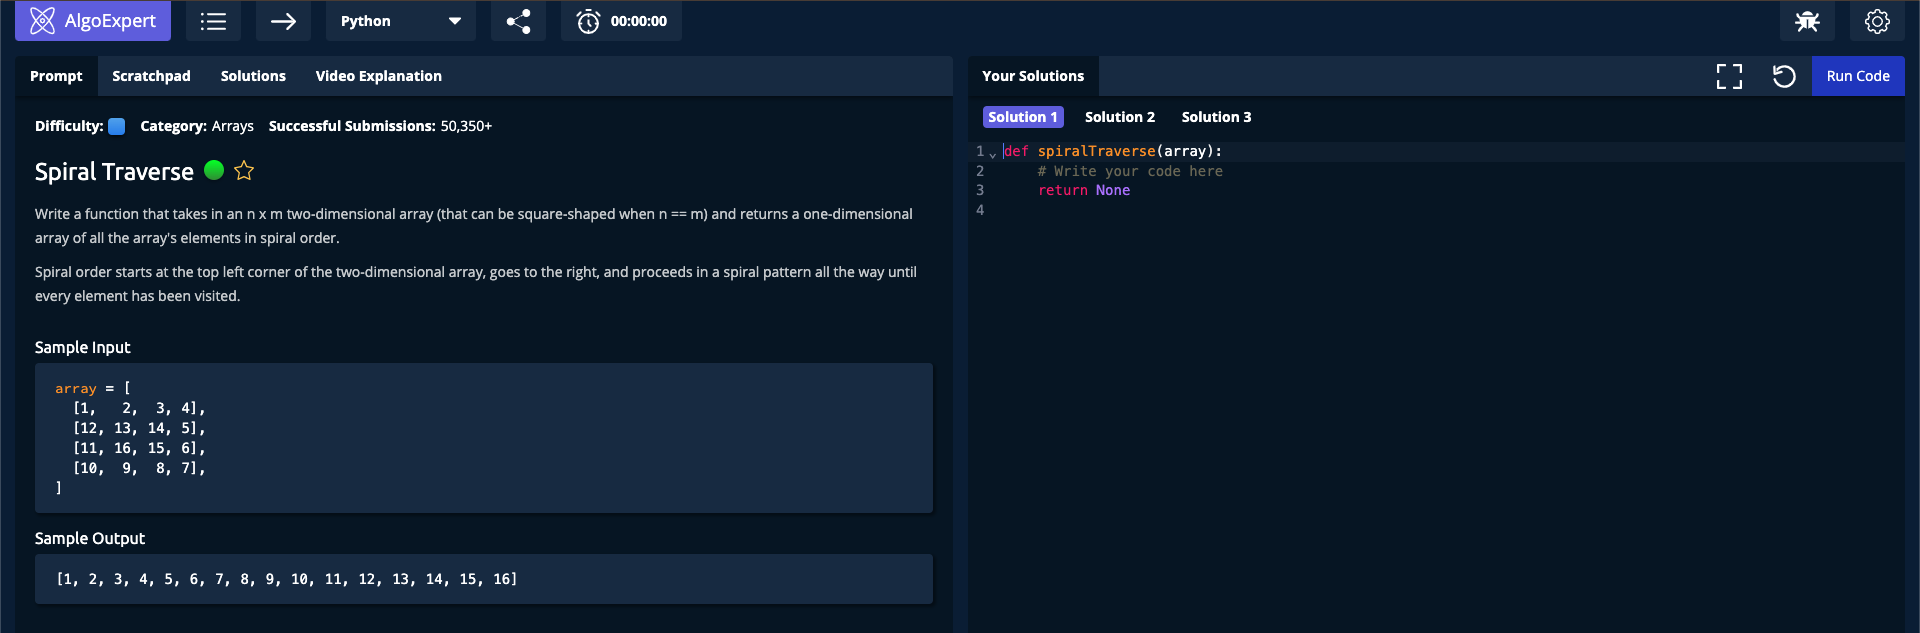 AlgoExpert
Python
00:00:00
Prompt Scratchpad Solutions Video Explanation
Difficulty: Category: Arrays Successful Submissions: 50,350+
Spiral Traverse
Write a function that takes in an n x m two-dimensional array (that can be square-shaped when n == m) and returns a one-dimensional
array of all the array's elements in spiral order.
Spiral order starts at the top left corner of the two-dimensional array, goes to the right, and proceeds in a spiral pattern all the way until
every element has been visited.
Sample Input
array = [
  [1,   2,  3, 4],
  [12, 13, 14, 5],
  [11, 16, 15, 6],
  [10,  9,  8, 7],
]
Sample Output
[1, 2, 3, 4, 5, 6, 7, 8, 9, 10, 11, 12, 13, 14, 15, 16]
Your Solutions
Run Code
Solution 1 Solution 2 Solution 3
1 def spiralTraverse(array):
2     # Write your code here
3     return None
4